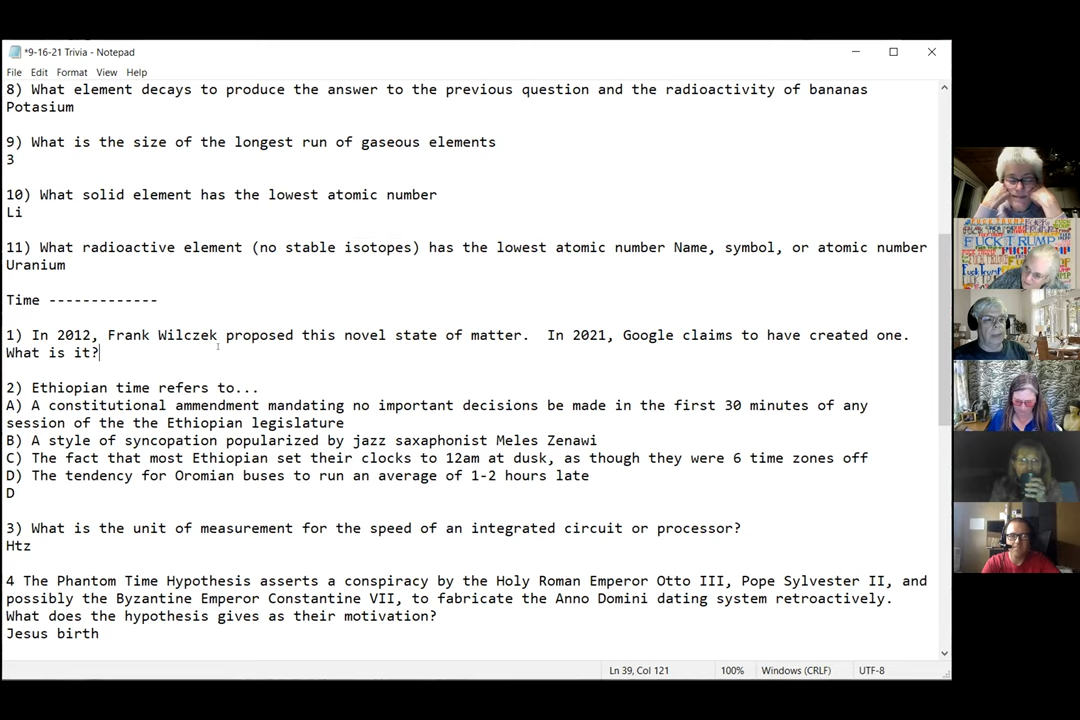 *9-16-21 Trivia - Notepad
File Edit Format View Help
8) What element decays to produce the answer to the previous question and the radioactivity of bananas
Potasium
9) What is the size of the longest run of gaseous elements
3
10) What solid element has the lowest atomic number
Li
11) What radioactive element (no stable isotopes) has the lowest atomic number Name, symbol, or atomic number
Uranium
Time -------------
1) In 2012, Frank Wilczek proposed this novel state of matter.  In 2021, Google claims to have created one.
What is it?
2) Ethiopian time refers to...
A) A constitutional ammendment mandating no important decisions be made in the first 30 minutes of any
session of the the Ethiopian legislature
B) A style of syncopation popularized by jazz saxaphonist Meles Zenawi
C) The fact that most Ethiopian set their clocks to 12am at dusk, as though they were 6 time zones off
D) The tendency for Oromian buses to run an average of 1-2 hours late
D
3) What is the unit of measurement for the speed of an integrated circuit or processor?
Htz
4 The Phantom Time Hypothesis asserts a conspiracy by the Holy Roman Emperor Otto III, Pope Sylvester II, and
possibly the Byzantine Emperor Constantine VII, to fabricate the Anno Domini dating system retroactively.
What does the hypothesis gives as their motivation?
Jesus birth
Ln 39, Col 121 100% Windows (CRLF) UTF-8
FUCK TRUMP